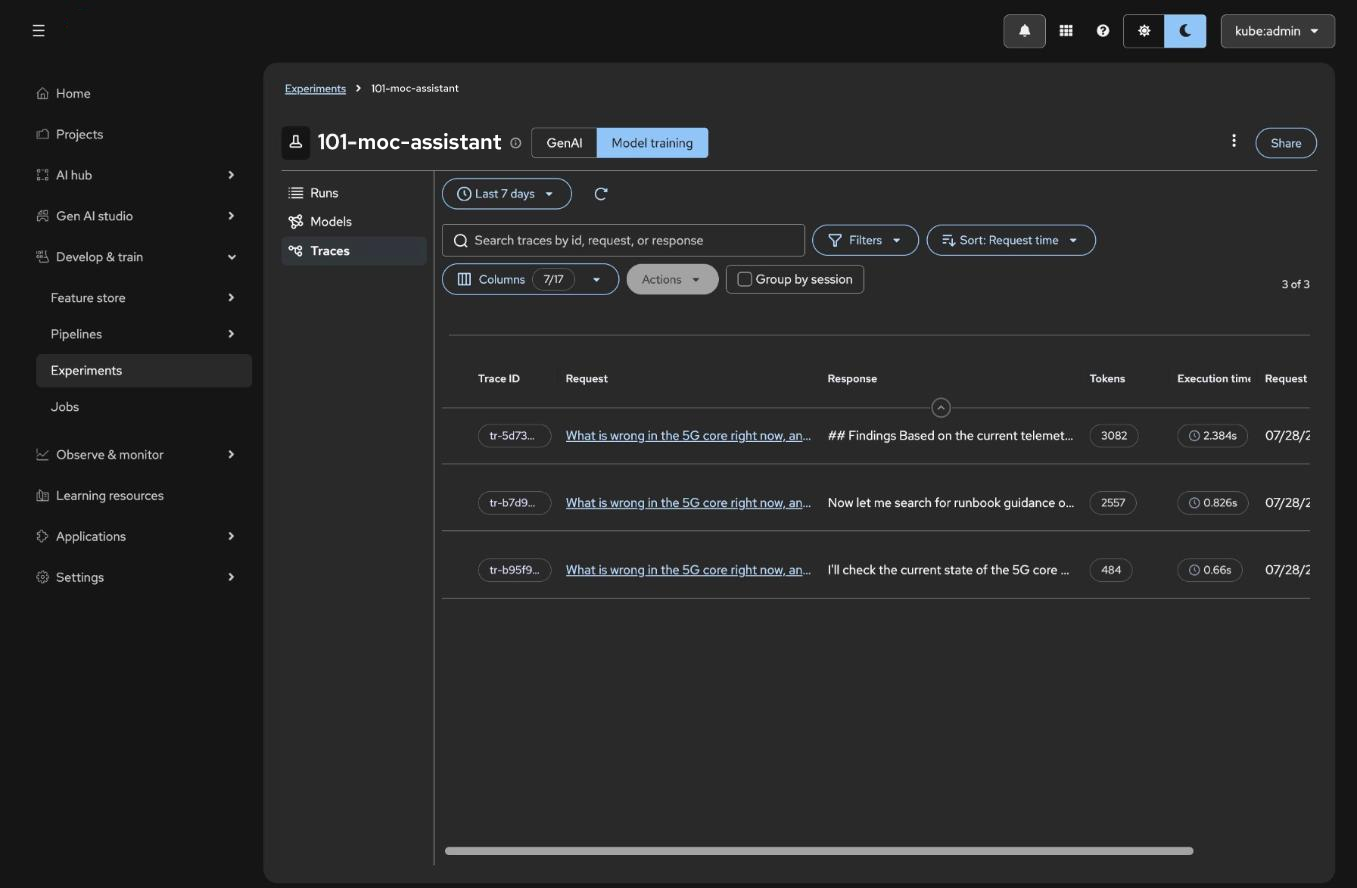 kube:admin
Home
Projects
AI hub
Gen AI studio
Develop & train
Feature store
Pipelines
Experiments
Jobs
Observe & monitor
Learning resources
Applications
Settings
Experiments > 101-moc-assistant
101-moc-assistant GenAI Model training Share
Runs
Models
Traces
Last 7 days
Search traces by id, request, or response Filters Sort: Request time
Columns 7/17 Actions Group by session
3 of 3
Trace ID Request Response Tokens Execution time Request
tr-5d73... What is wrong in the 5G core right now, an... ## Findings Based on the current telemet... 3082 2.384s 07/28/2
tr-b7d9... What is wrong in the 5G core right now, an... Now let me search for runbook guidance o... 2557 0.826s 07/28/2
tr-b95f9... What is wrong in the 5G core right now, an... I'll check the current state of the 5G core ... 484 0.66s 07/28/2